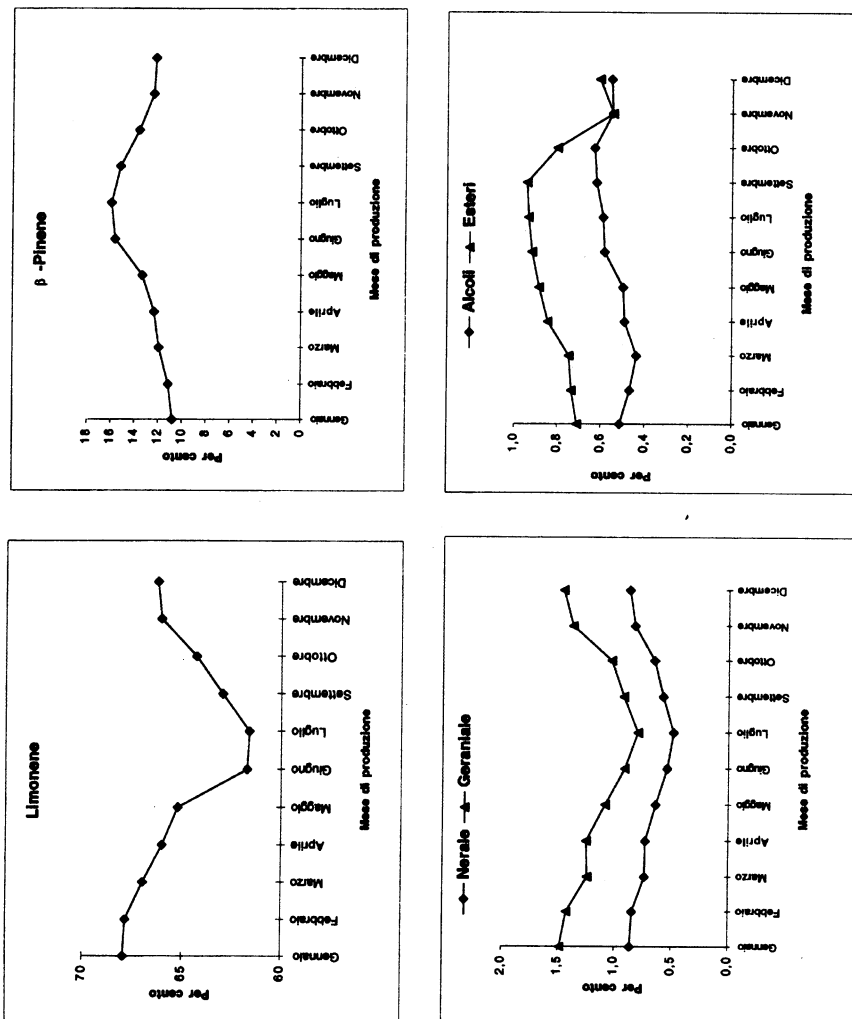 Limonene
70
65
60
Per cento
Gennaio
Febbraio
Marzo
Aprile
Maggio
Giugno
Luglio
Settembre
Ottobre
Novembre
Dicembre
Mese di produzione
β -Pinene
18
16
14
12
10
8
6
4
2
0
Per cento
Gennaio
Febbraio
Marzo
Aprile
Maggio
Giugno
Luglio
Settembre
Ottobre
Novembre
Dicembre
Mese di produzione
Nerale Geraniale
2,0
1,5
1,0
0,5
0,0
Per cento
Gennaio
Febbraio
Marzo
Aprile
Maggio
Giugno
Luglio
Settembre
Ottobre
Novembre
Dicembre
Mese di produzione
Alcoli Esteri
1,0
0,8
0,6
0,4
0,2
0,0
Per cento
Gennaio
Febbraio
Marzo
Aprile
Maggio
Giugno
Luglio
Settembre
Ottobre
Novembre
Dicembre
Mese di produzione